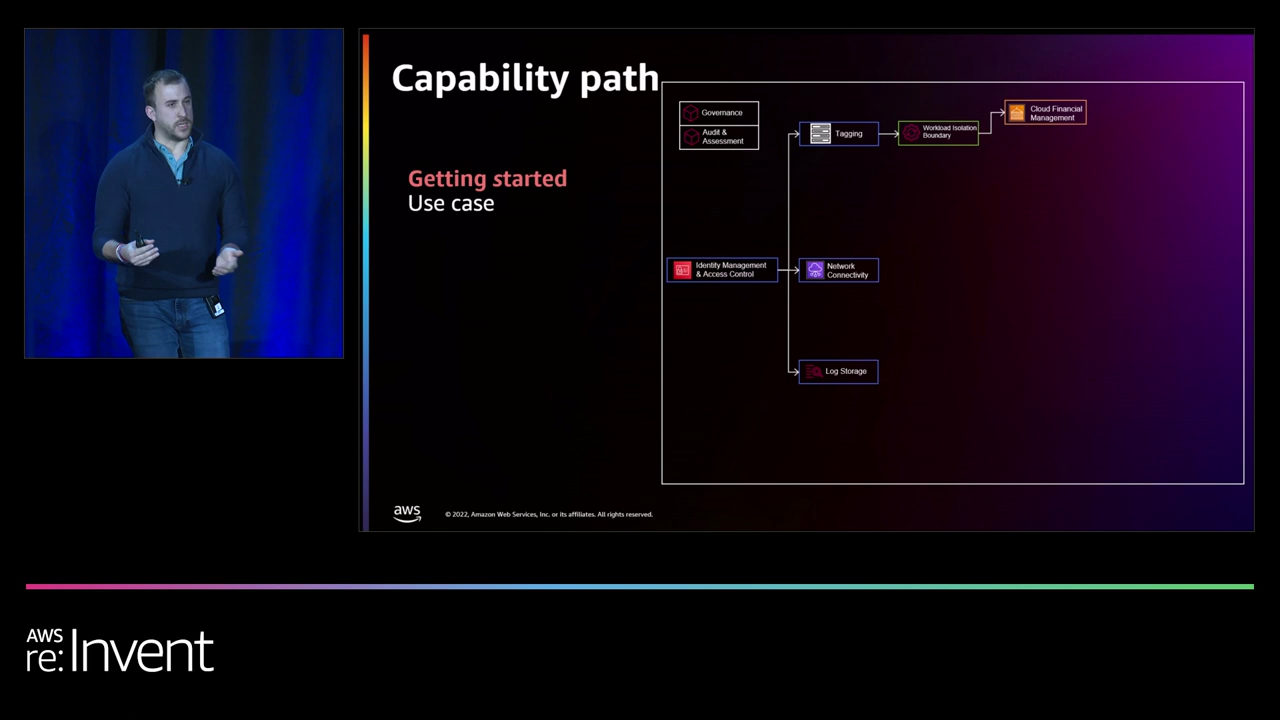 Capability path
Getting started
Use case
Governance
Audit &
Assessment
Tagging
Workload Isolation
Boundary
Cloud Financial
Management
Identity Management
& Access Control
Network
Connectivity
Log Storage
aws
© 2022, Amazon Web Services, Inc. or its affiliates. All rights reserved.
AWS
re:Invent